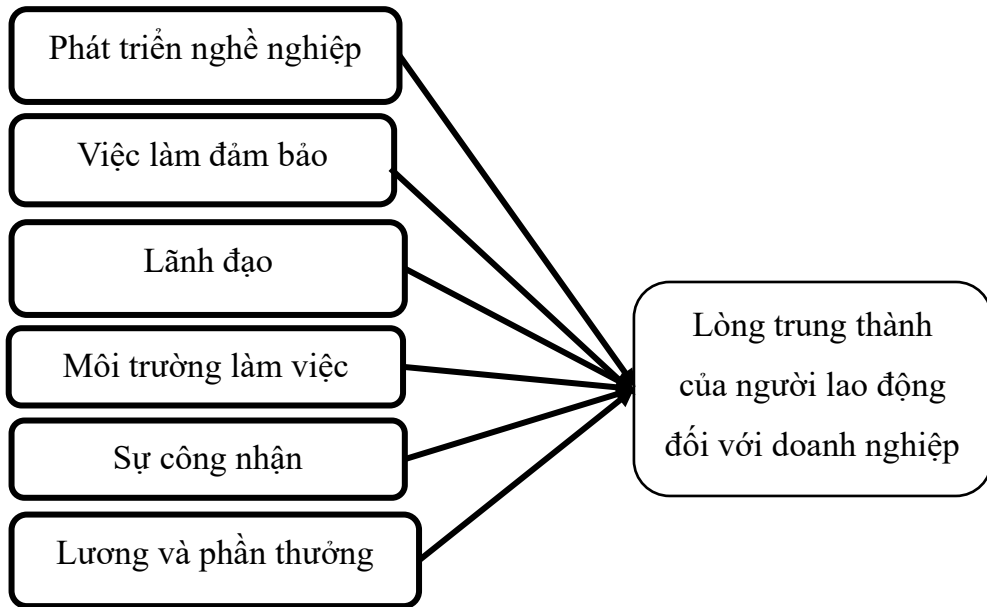 Phát triển nghề nghiệp
Việc làm đảm bảo
Lãnh đạo
Môi trường làm việc
Sự công nhận
Lương và phần thưởng
Lòng trung thành
của người lao động
đối với doanh nghiệp